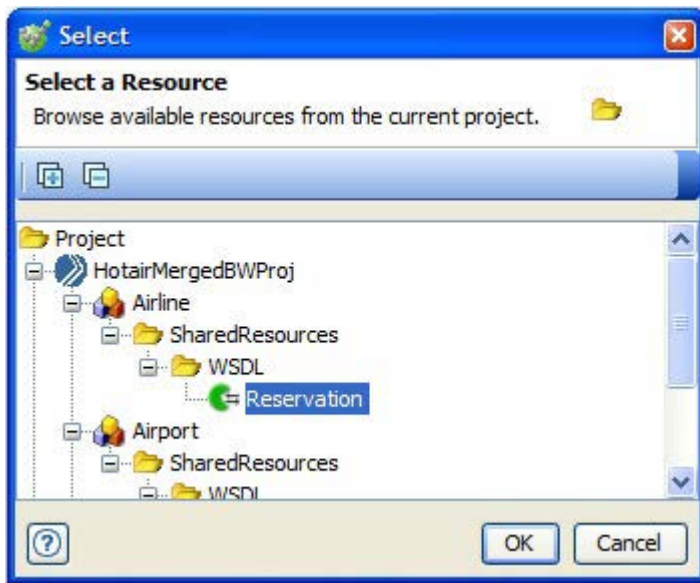 Select
Select a Resource
Browse available resources from the current project.
Project
HotairMergedBWProj
Airline
SharedResources
WSDL
Reservation
Airport
SharedResources
WSDL
?
OK Cancel